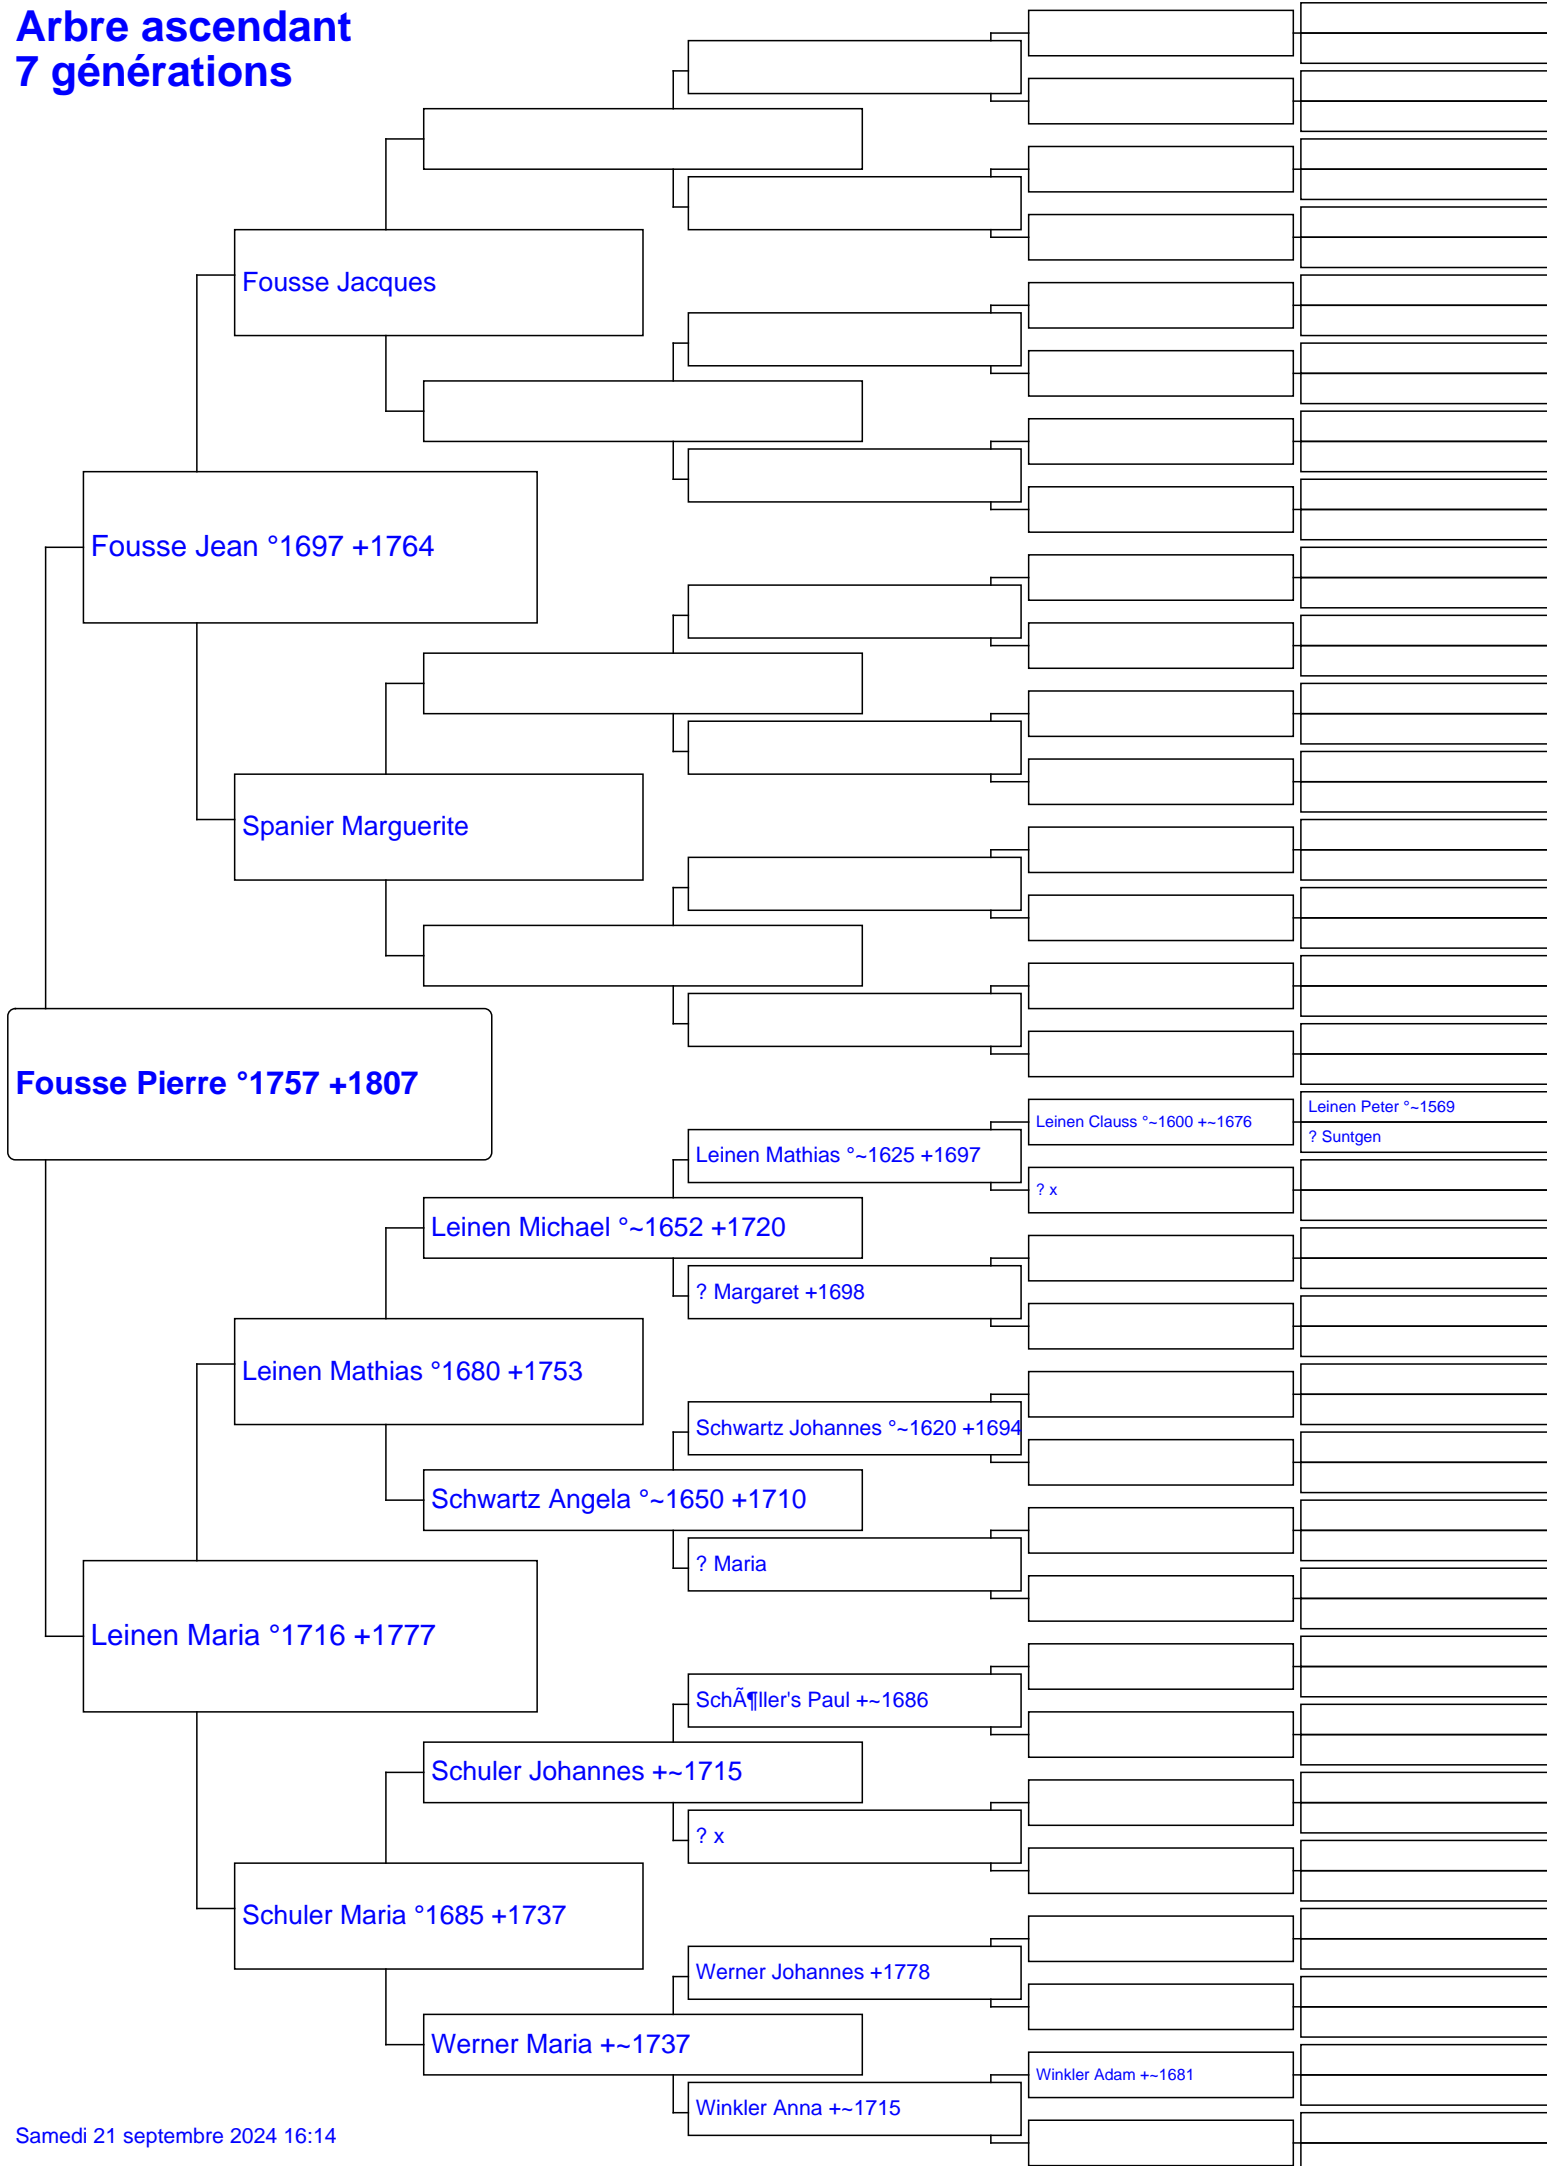 Arbre ascendant
7 générations
Fousse Jacques
Fousse Jean °1697 +1764
Spanier Marguerite
Fousse Pierre °1757 +1807
Leinen Clauss °~1600 +~1676
Leinen Peter °~1569
? Suntgen
Leinen Mathias °~1625 +1697
? x
Leinen Michael °~1652 +1720
? Margaret +1698
Leinen Mathias °1680 +1753
Schwartz Johannes °~1620 +1694
Schwartz Angela °~1650 +1710
? Maria
Leinen Maria °1716 +1777
SchÃ¶ller's Paul +~1686
Schuler Johannes +~1715
? x
Schuler Maria °1685 +1737
Werner Johannes +1778
Werner Maria +~1737
Winkler Adam +~1681
Winkler Anna +~1715
Samedi 21 septembre 2024 16:14